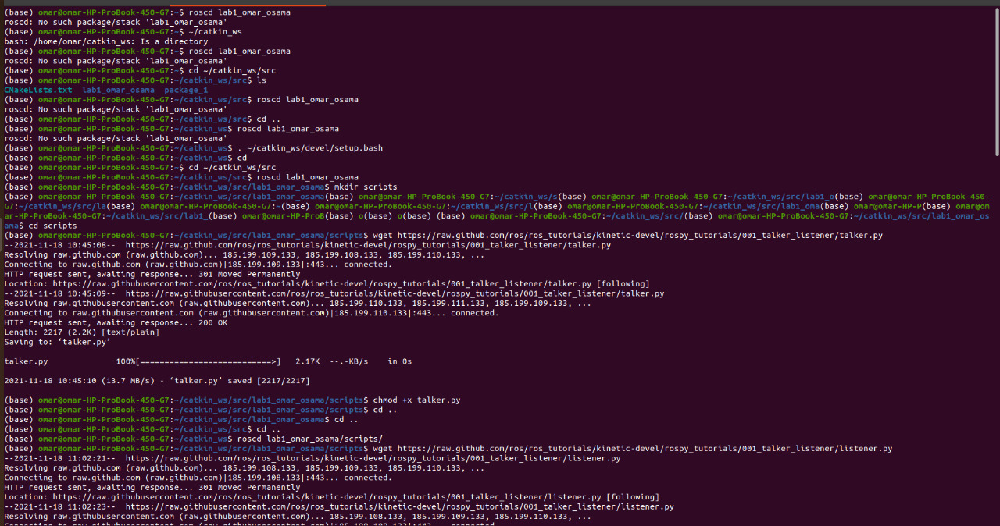 (base) omar@omar-HP-ProBook-450-G7:~$ roscd lab1_omar_osama
roscd: No such package/stack 'lab1_omar_osama'
(base) omar@omar-HP-ProBook-450-G7:~$ ~/catkin_ws
bash: /home/omar/catkin_ws: Is a directory
(base) omar@omar-HP-ProBook-450-G7:~$ roscd lab1_omar_osama
roscd: No such package/stack 'lab1_omar_osama'
(base) omar@omar-HP-ProBook-450-G7:~$ cd ~/catkin_ws/src
(base) omar@omar-HP-ProBook-450-G7:~/catkin_ws/src$ ls
CMakeLists.txt  lab1_omar_osama  package_1
(base) omar@omar-HP-ProBook-450-G7:~/catkin_ws/src$ roscd lab1_omar_osama
roscd: No such package/stack 'lab1_omar_osama'
(base) omar@omar-HP-ProBook-450-G7:~/catkin_ws/src$ cd ..
(base) omar@omar-HP-ProBook-450-G7:~/catkin_ws$ roscd lab1_omar_osama
roscd: No such package/stack 'lab1_omar_osama'
(base) omar@omar-HP-ProBook-450-G7:~/catkin_ws$ . ~/catkin_ws/devel/setup.bash
(base) omar@omar-HP-ProBook-450-G7:~/catkin_ws$ cd
(base) omar@omar-HP-ProBook-450-G7:~$ cd ~/catkin_ws/src
(base) omar@omar-HP-ProBook-450-G7:~/catkin_ws/src$ roscd lab1_omar_osama
(base) omar@omar-HP-ProBook-450-G7:~/catkin_ws/src/lab1_omar_osama$ mkdir scripts
(base) omar@omar-HP-ProBook-450-G7:~/catkin_ws/src/lab1_omar_osama(base) omar@omar-HP-ProBook-450-G7:~/catkin_ws/s(base) omar@omar-HP-ProBook-450-G7:~/catkin_ws/src/lab1_o(base) omar@omar-HP-ProBook-450-
G7:~/catkin_ws/src/la(base) omar@omar-HP-ProBook-450-G7:~(base) omar@omar-HP-ProBook-450-G7:~/catkin_ws/src/l(base) omar@omar-HP-ProBook-450-G7:~/catkin_ws/src/lab1_oma(base) omar@omar-HP-P(base) omar@om
ar-HP-ProBook-450-G7:~/catkin_ws/src/lab1_(base) omar@omar-HP-ProB(base) o(base) o(base) (base) omar@omar-HP-ProBook-450-G7:~/catkin_ws/src/(base) omar@omar-HP-ProBook-450-G7:~/catkin_ws/src/lab1_omar_os
ama$ cd scripts
(base) omar@omar-HP-ProBook-450-G7:~/catkin_ws/src/lab1_omar_osama/scripts$ wget https://raw.github.com/ros/ros_tutorials/kinetic-devel/rospy_tutorials/001_talker_listener/talker.py
--2021-11-18 10:45:08--  https://raw.github.com/ros/ros_tutorials/kinetic-devel/rospy_tutorials/001_talker_listener/talker.py
Resolving raw.github.com (raw.github.com)... 185.199.109.133, 185.199.108.133, 185.199.110.133, ...
Connecting to raw.github.com (raw.github.com)|185.199.109.133|:443... connected.
HTTP request sent, awaiting response... 301 Moved Permanently
Location: https://raw.githubusercontent.com/ros/ros_tutorials/kinetic-devel/rospy_tutorials/001_talker_listener/talker.py [following]
--2021-11-18 10:45:09--  https://raw.githubusercontent.com/ros/ros_tutorials/kinetic-devel/rospy_tutorials/001_talker_listener/talker.py
Resolving raw.githubusercontent.com (raw.githubusercontent.com)... 185.199.110.133, 185.199.111.133, 185.199.109.133, ...
Connecting to raw.githubusercontent.com (raw.githubusercontent.com)|185.199.110.133|:443... connected.
HTTP request sent, awaiting response... 200 OK
Length: 2217 (2.2K) [text/plain]
Saving to: ‘talker.py’
talker.py              100%[===========================>]   2.17K  --.-KB/s    in 0s
2021-11-18 10:45:10 (13.7 MB/s) - ‘talker.py’ saved [2217/2217]
(base) omar@omar-HP-ProBook-450-G7:~/catkin_ws/src/lab1_omar_osama/scripts$ chmod +x talker.py
(base) omar@omar-HP-ProBook-450-G7:~/catkin_ws/src/lab1_omar_osama/scripts$ cd ..
(base) omar@omar-HP-ProBook-450-G7:~/catkin_ws/src/lab1_omar_osama$ cd ..
(base) omar@omar-HP-ProBook-450-G7:~/catkin_ws/src$ cd ..
(base) omar@omar-HP-ProBook-450-G7:~/catkin_ws$ roscd lab1_omar_osama/scripts/
(base) omar@omar-HP-ProBook-450-G7:~/catkin_ws/src/lab1_omar_osama/scripts$ wget https://raw.github.com/ros/ros_tutorials/kinetic-devel/rospy_tutorials/001_talker_listener/listener.py
--2021-11-18 11:02:21--  https://raw.github.com/ros/ros_tutorials/kinetic-devel/rospy_tutorials/001_talker_listener/listener.py
Resolving raw.github.com (raw.github.com)... 185.199.108.133, 185.199.109.133, 185.199.110.133, ...
Connecting to raw.github.com (raw.github.com)|185.199.108.133|:443... connected.
HTTP request sent, awaiting response... 301 Moved Permanently
Location: https://raw.githubusercontent.com/ros/ros_tutorials/kinetic-devel/rospy_tutorials/001_talker_listener/listener.py [following]
--2021-11-18 11:02:23--  https://raw.githubusercontent.com/ros/ros_tutorials/kinetic-devel/rospy_tutorials/001_talker_listener/listener.py
Resolving raw.githubusercontent.com (raw.githubusercontent.com)... 185.199.108.133, 185.199.109.133, 185.199.110.133, ...